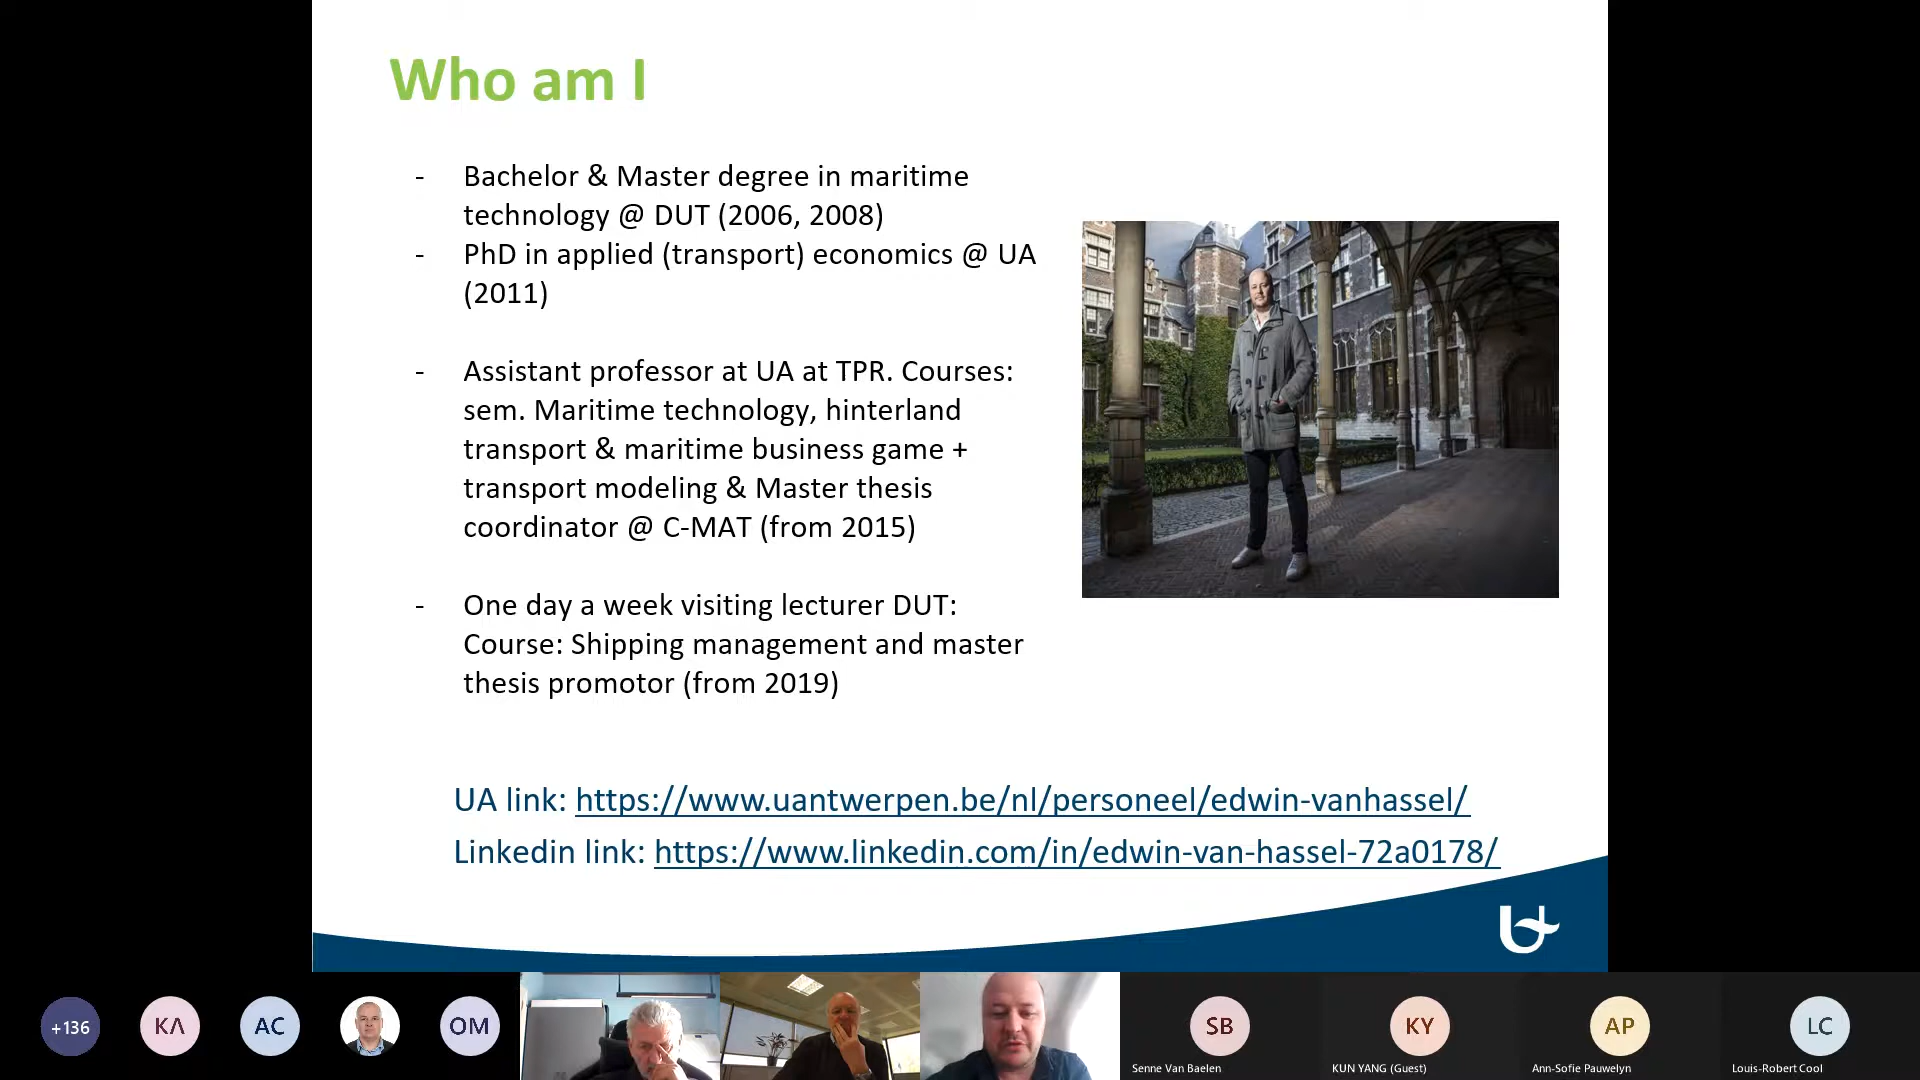 Who am I
- Bachelor & Master degree in maritime
technology @ DUT (2006, 2008)
- PhD in applied (transport) economics @ UA
(2011)
- Assistant professor at UA at TPR. Courses:
sem. Maritime technology, hinterland
transport & maritime business game +
transport modeling & Master thesis
coordinator @ C-MAT (from 2015)
- One day a week visiting lecturer DUT:
Course: Shipping management and master
thesis promotor (from 2019)
UA link: https://www.uantwerpen.be/nl/personeel/edwin-vanhassel/
Linkedin link: https://www.linkedin.com/in/edwin-van-hassel-72a0178/
+136
KΛ
AC
OM
SB
KY
AP
LC
Senne Van Baelen
KUN YANG (Guest)
Ann-Sofie Pauwelyn
Louis-Robert Cool